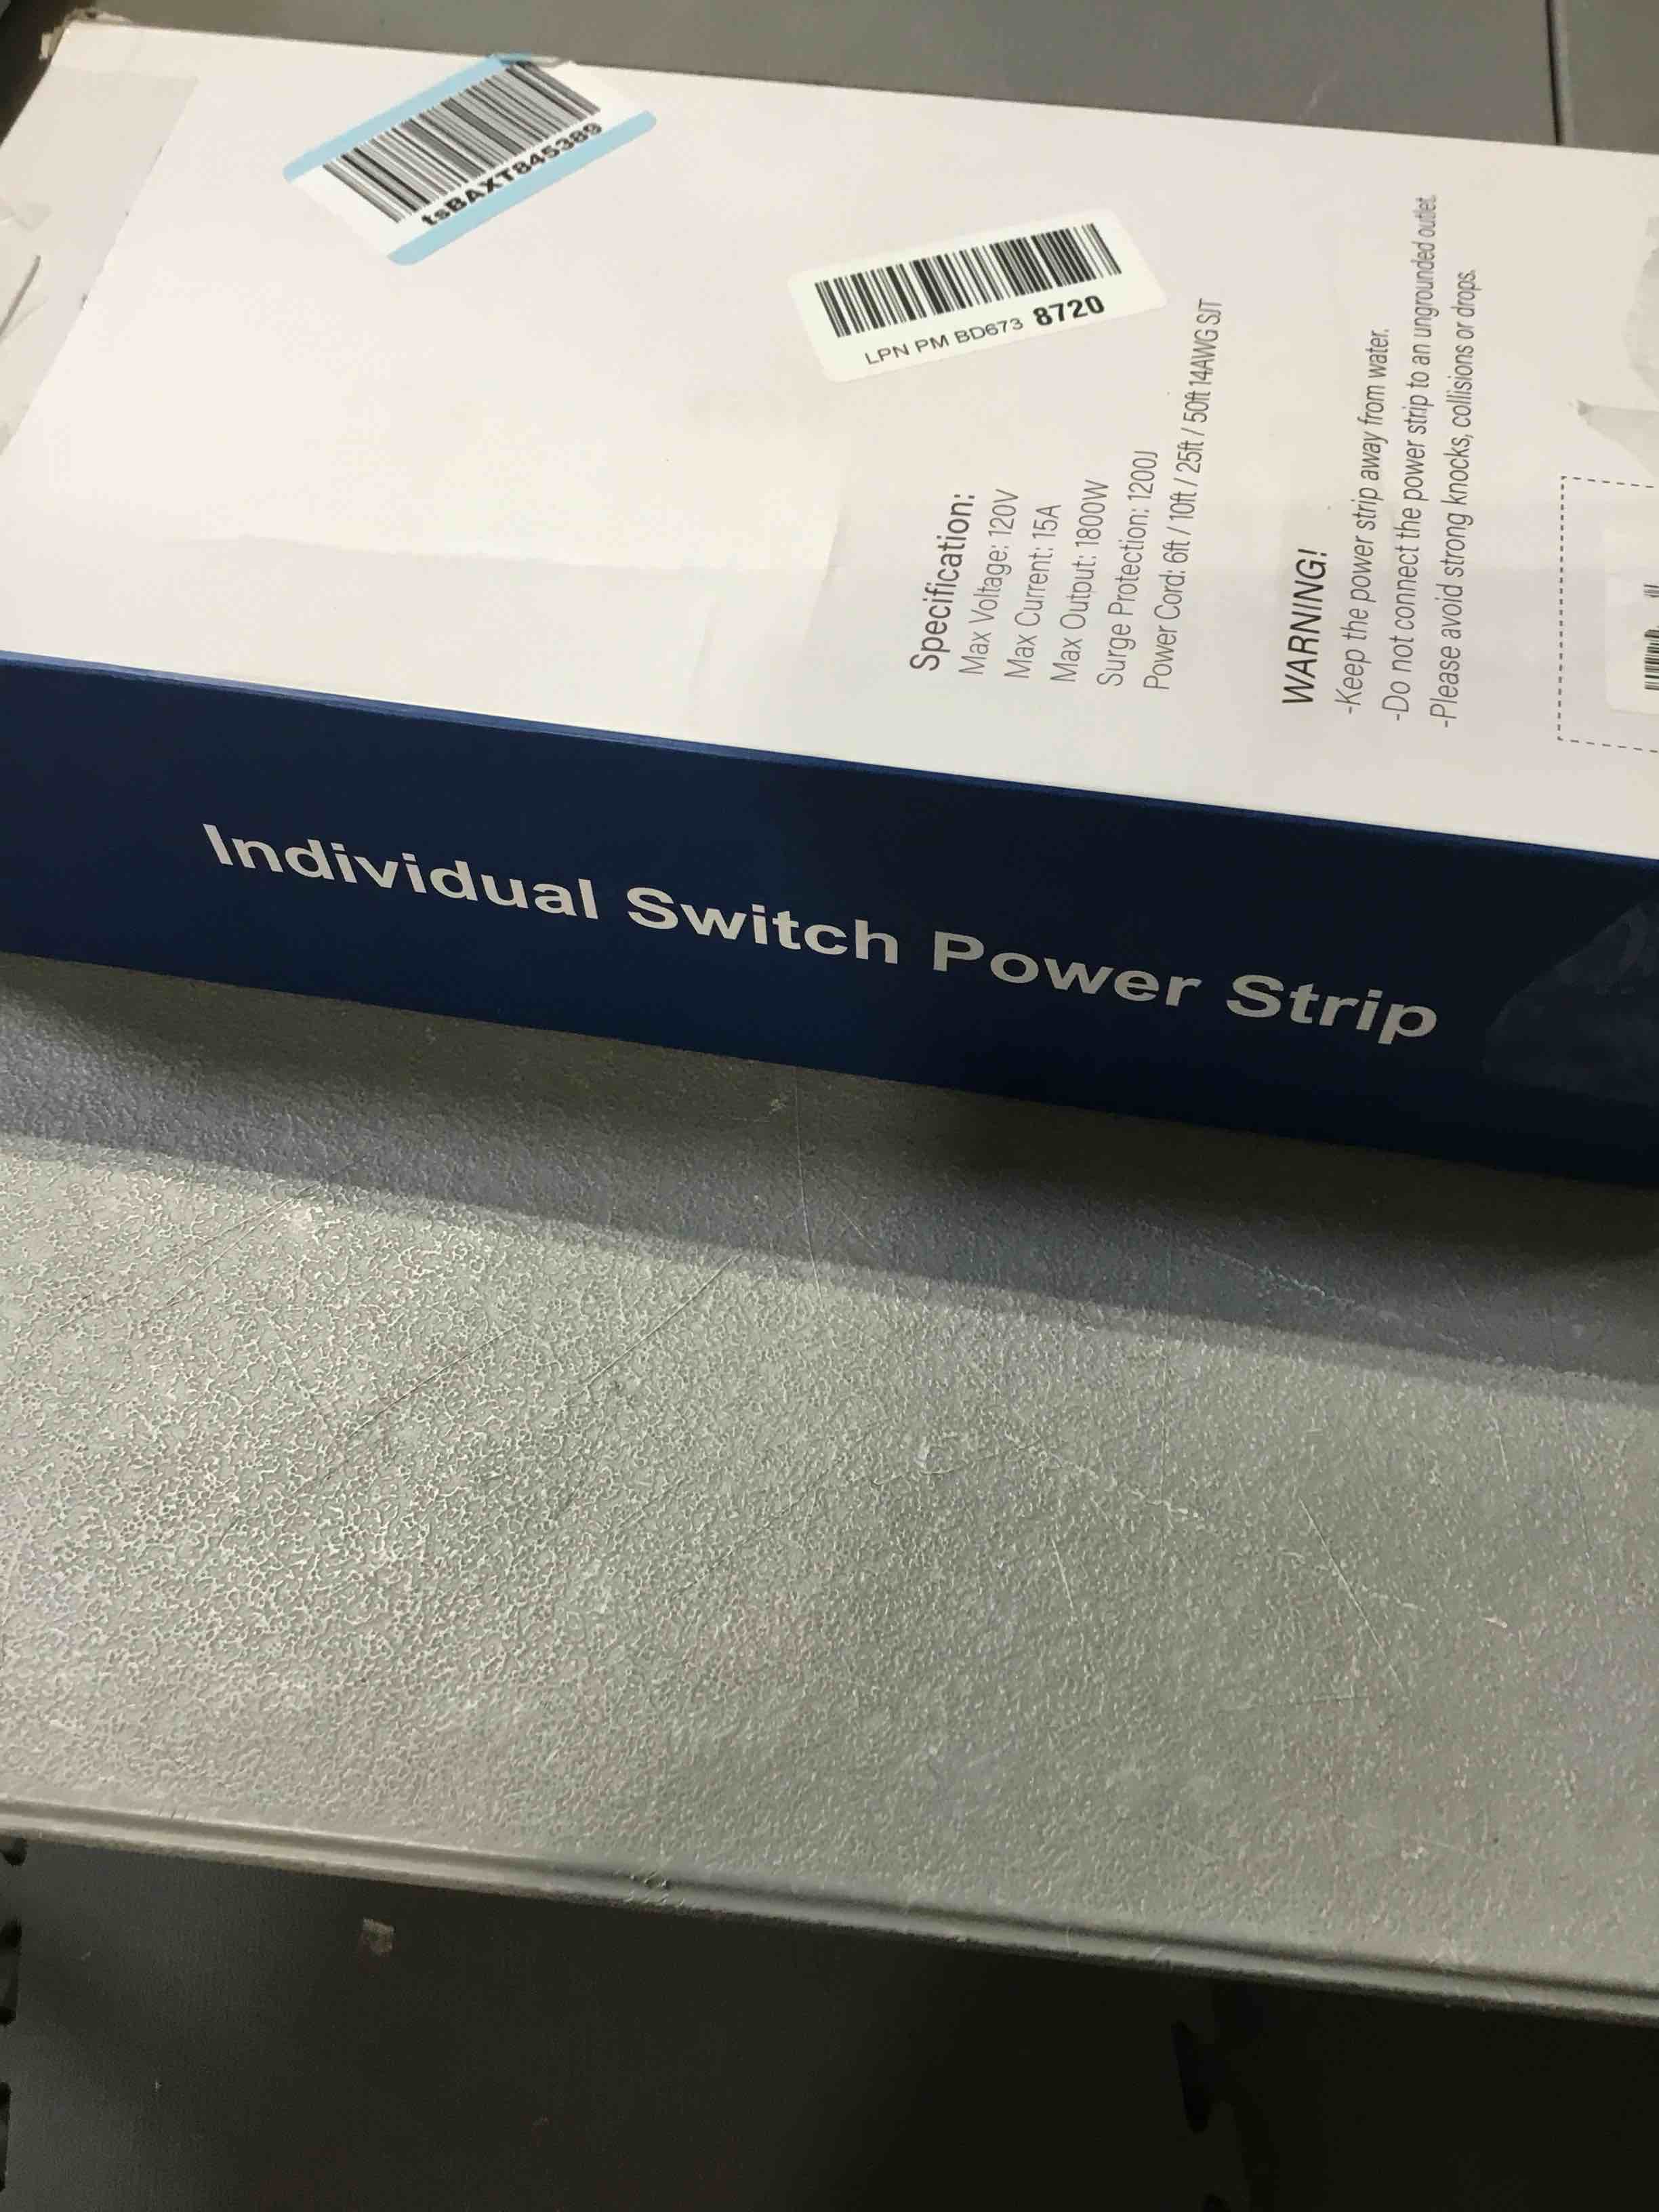 tsBAXT845389
LPN PM BD673 8720
Specification:
Max Voltage: 120V
Max Current: 15A
Max Output: 1800W
Surge Protection: 1200J
Power Cord: 6ft / 10ft / 25ft / 50ft 14AWG SJT
WARNING!
-Keep the power strip away from water.
-Do not connect the power strip to an ungrounded outlet.
-Please avoid strong knocks, collisions or drops.
Individual Switch Power Strip